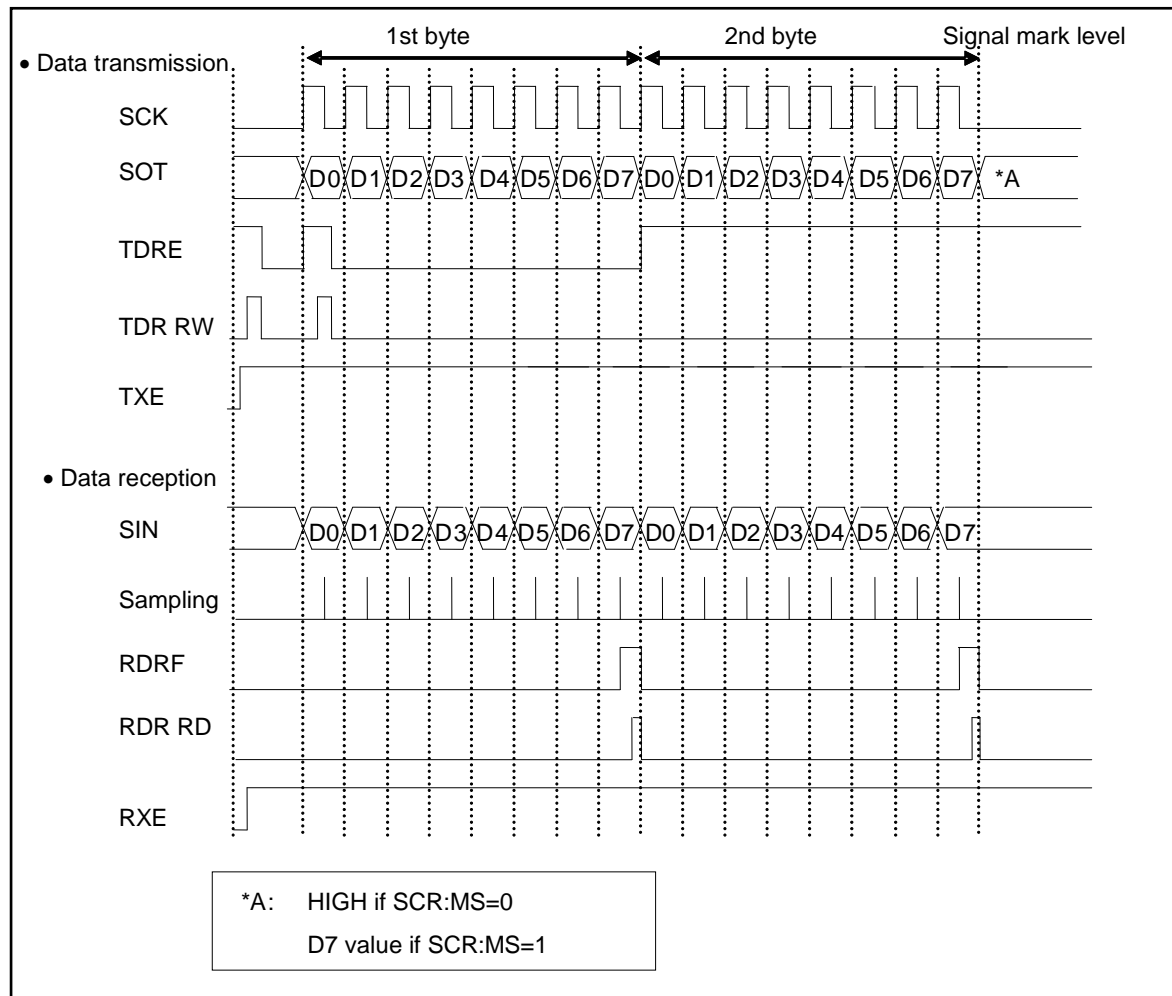 1st byte 2nd byte Signal mark level
• Data transmission
SCK
SOT D0 D1 D2 D3 D4 D5 D6 D7 D0 D1 D2 D3 D4 D5 D6 D7 *A
TDRE
TDR RW
TXE
• Data reception
SIN D0 D1 D2 D3 D4 D5 D6 D7 D0 D1 D2 D3 D4 D5 D6 D7
Sampling
RDRF
RDR RD
RXE
*A: HIGH if SCR:MS=0
D7 value if SCR:MS=1